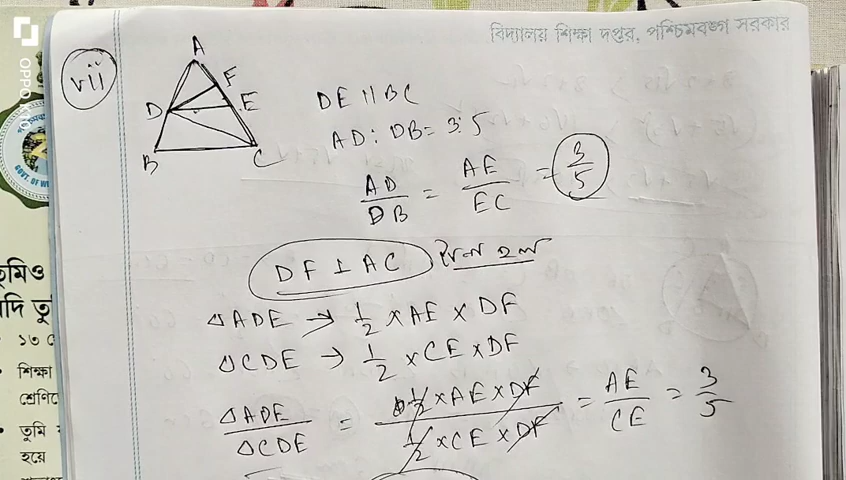 বিদ্যালয় শিক্ষা দপ্তর, পশ্চিমবঙ্গ সরকার
vii
A
F
D
E
B
C
DE || BC
AD : DB = 3:5
AD/DB = AE/EC = 3/5
DF ⊥ AC
△ADE → 1/2 × AE × DF
△CDE → 1/2 × CE × DF
△ADE/△CDE = 1/2 × AE × DF / 1/2 × CE × DF = AE/CE = 3/5
OPPO
তুমিও
দি তু
শিক্ষা
তুমি
হয়ে